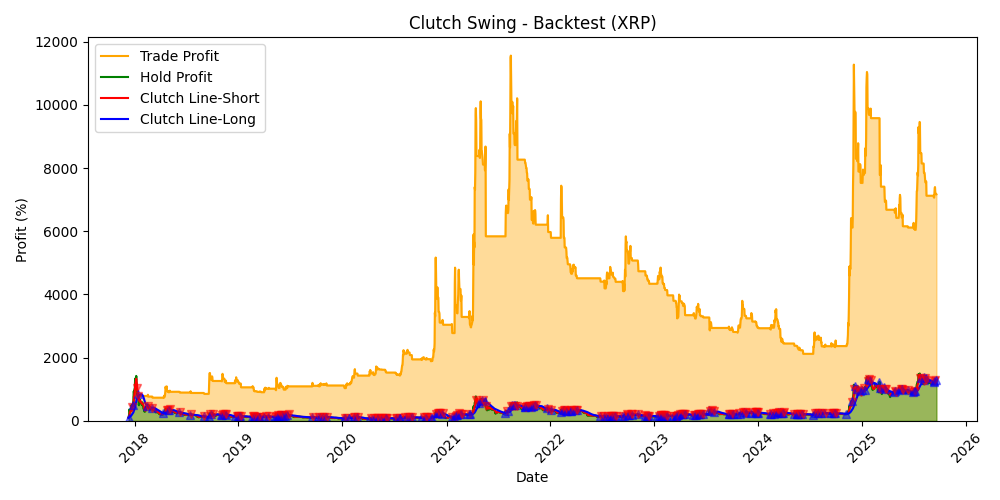 Clutch Swing - Backtest (XRP)
Trade Profit
Hold Profit
Clutch Line-Short
Clutch Line-Long
Profit (%)
12000
10000
8000
6000
4000
2000
0
2018
2019
2020
2021
2022
2023
2024
2025
2026
Date